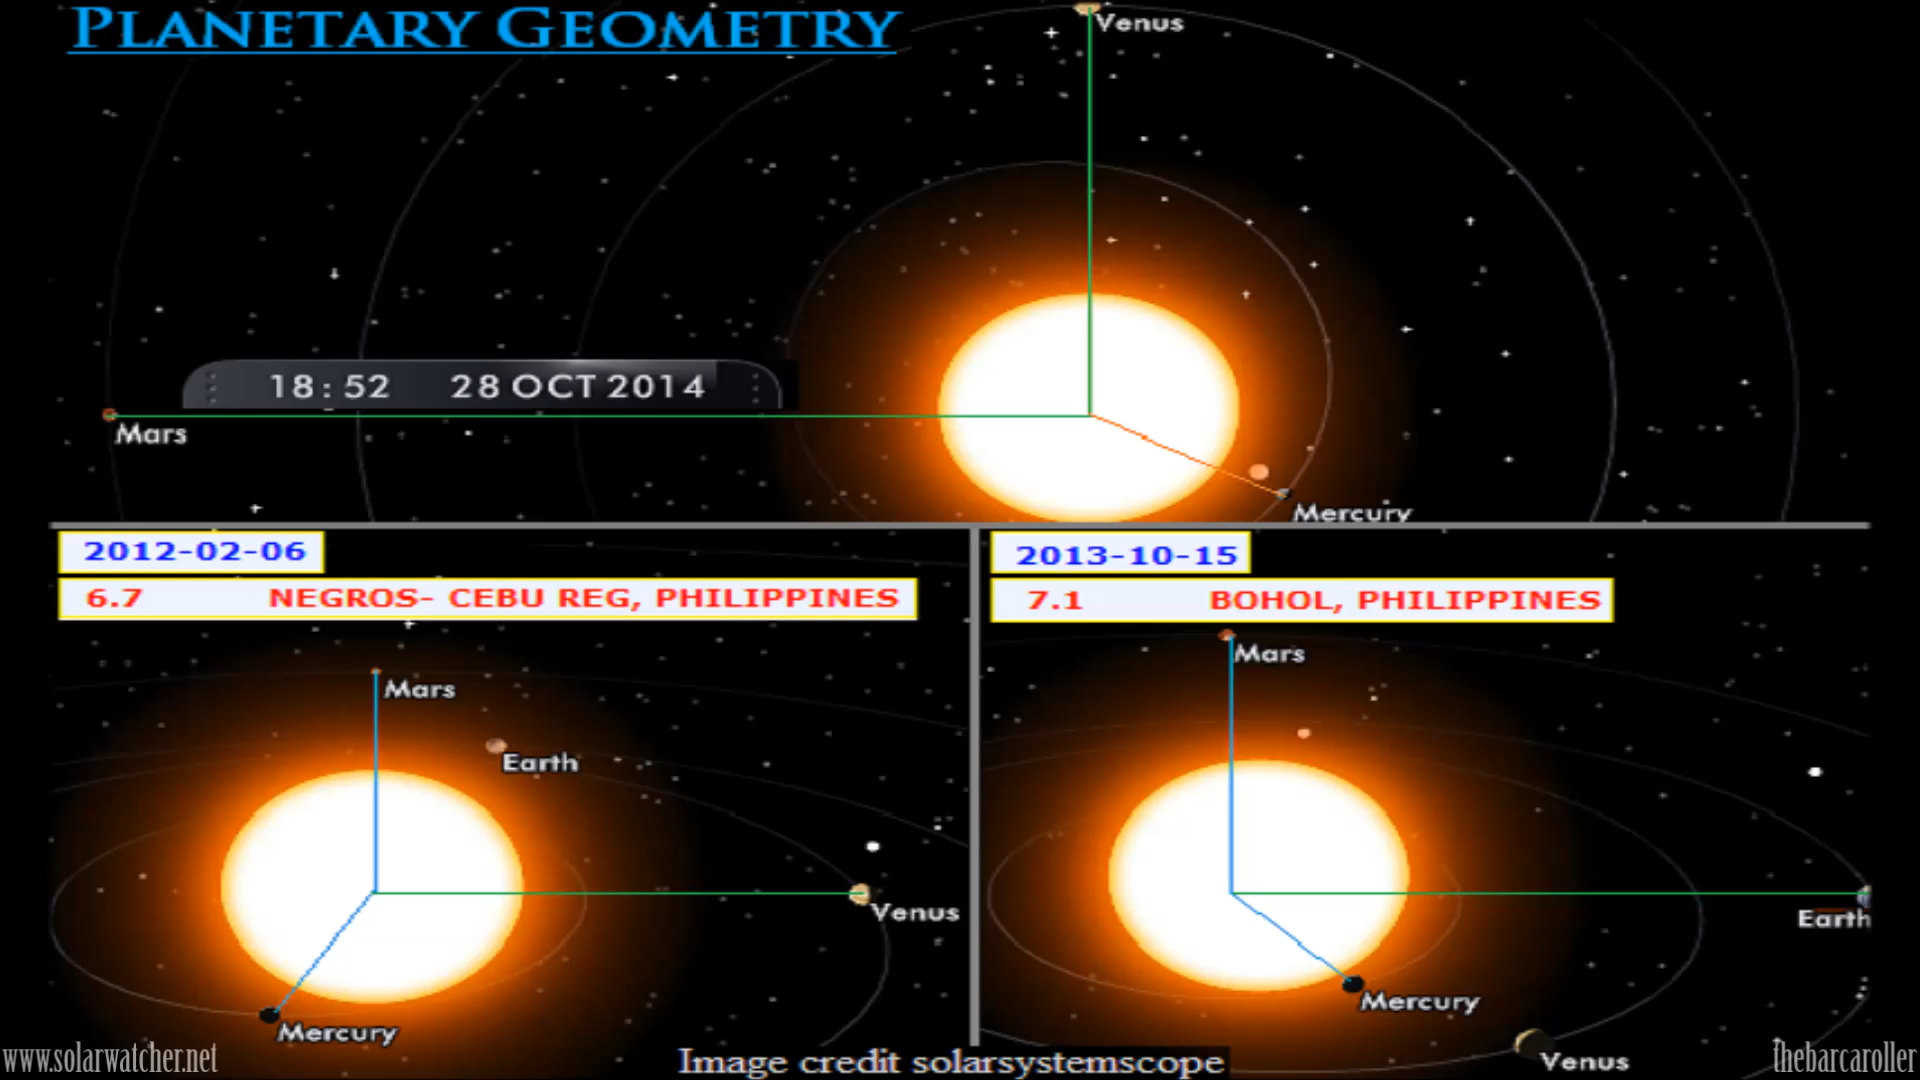 PLANETARY GEOMETRY
Venus
18:52 28 OCT 2014
Mars
Mercury
2012-02-06
6.7 NEGROS- CEBU REG, PHILIPPINES
Mars
Earth
Venus
Mercury
2013-10-15
7.1 BOHOL, PHILIPPINES
Mars
Earth
Mercury
Venus
www.solarwatcher.net
Image credit solarsystemscope
thebarcaroller